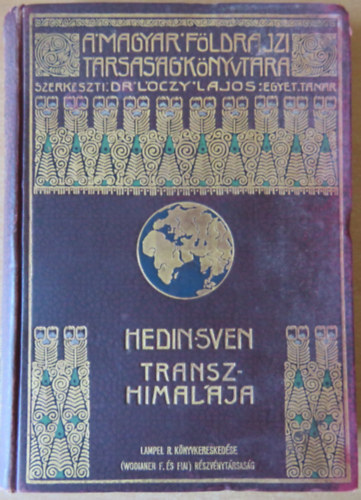 A·MAGYAR·FÖLDRAJZI
TÁRSASÁG·KÖNYVTÁRA
SZERKESZTI: DR·LÓCZY·LAJOS: EGYET. TANÁR
HEDIN·SVEN
TRANSZ-
HIMALÁJA
LAMPEL R. KÖNYVKERESKEDÉSE
(WODIANER F. ÉS FIAI) RÉSZVÉNYTÁRSASÁG